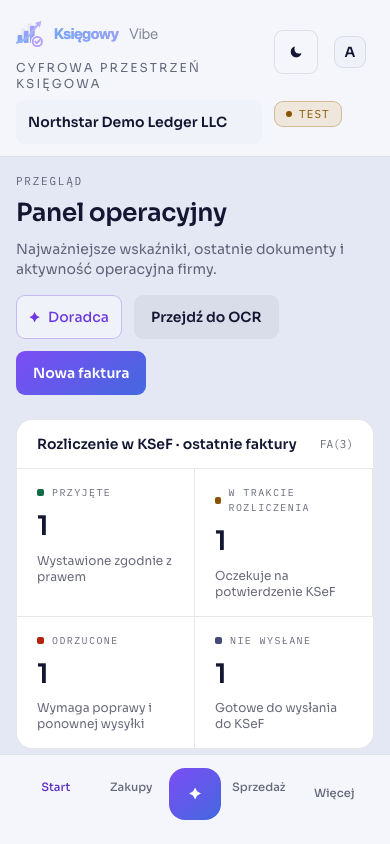 Księgowy Vibe
CYFROWA PRZESTRZEŃ
KSIĘGOWA
A
Northstar Demo Ledger LLC
TEST
PRZEGLĄD
Panel operacyjny
Najważniejsze wskaźniki, ostatnie dokumenty i
aktywność operacyjna firmy.
Doradca
Przejdź do OCR
Nowa faktura
Rozliczenie w KSeF · ostatnie faktury
FA(3)
PRZYJĘTE
1
Wystawione zgodnie z
prawem
W TRAKCIE
ROZLICZENIA
1
Oczekuje na
potwierdzenie KSeF
ODRZUCONE
1
Wymaga poprawy i
ponownej wysyłki
NIE WYSŁANE
1
Gotowe do wysłania
do KSeF
Start
Zakupy
Sprzedaż
Więcej